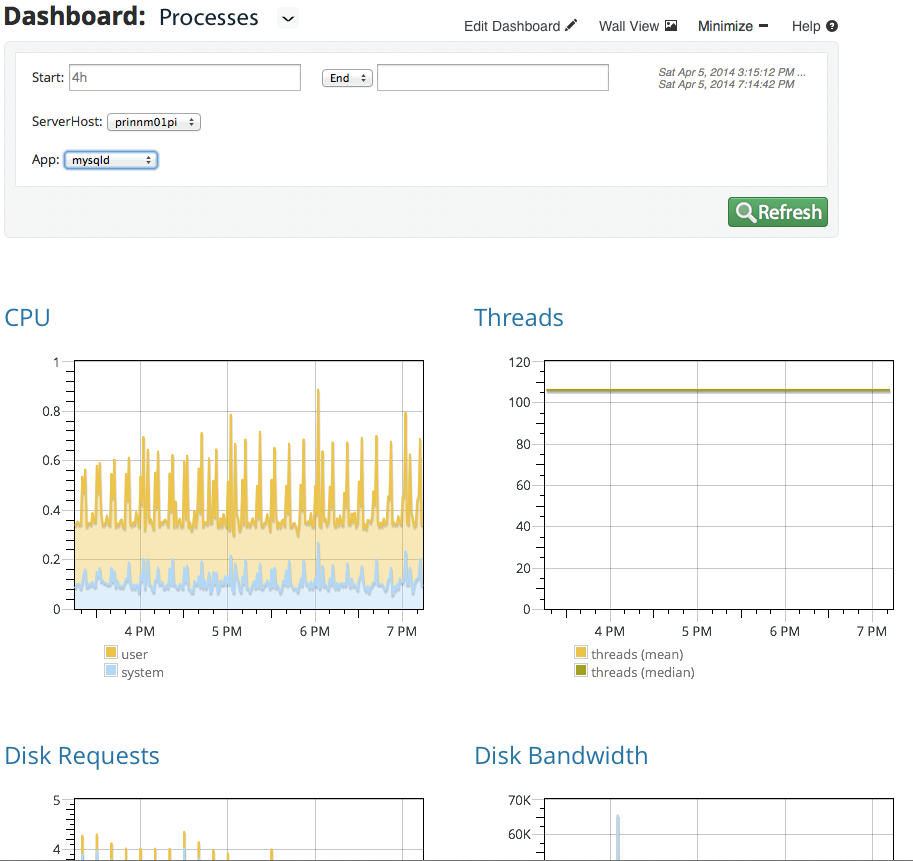 Dashboard: Processes
Edit Dashboard Wall View Minimize Help
Start: 4h End Sat Apr 5, 2014 3:15:12 PM ...
Sat Apr 5, 2014 7:14:42 PM
ServerHost: prinnm01pi
App: mysqld
Refresh
CPU Threads
1
0.8
0.6
0.4
0.2
0
4 PM 5 PM 6 PM 7 PM
user
system
120
100
80
60
40
20
0
4 PM 5 PM 6 PM 7 PM
threads (mean)
threads (median)
Disk Requests Disk Bandwidth
5
4
70K
60K